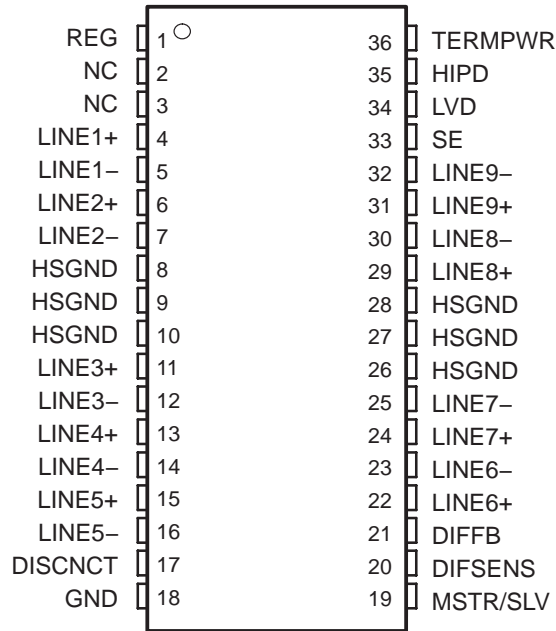 REG 1 36 TERMPWR
NC 2 35 HIPD
NC 3 34 LVD
LINE1+ 4 33 SE
LINE1– 5 32 LINE9–
LINE2+ 6 31 LINE9+
LINE2– 7 30 LINE8–
HSGND 8 29 LINE8+
HSGND 9 28 HSGND
HSGND 10 27 HSGND
LINE3+ 11 26 HSGND
LINE3– 12 25 LINE7–
LINE4+ 13 24 LINE7+
LINE4– 14 23 LINE6–
LINE5+ 15 22 LINE6+
LINE5– 16 21 DIFFB
DISCNCT 17 20 DIFSENS
GND 18 19 MSTR/SLV